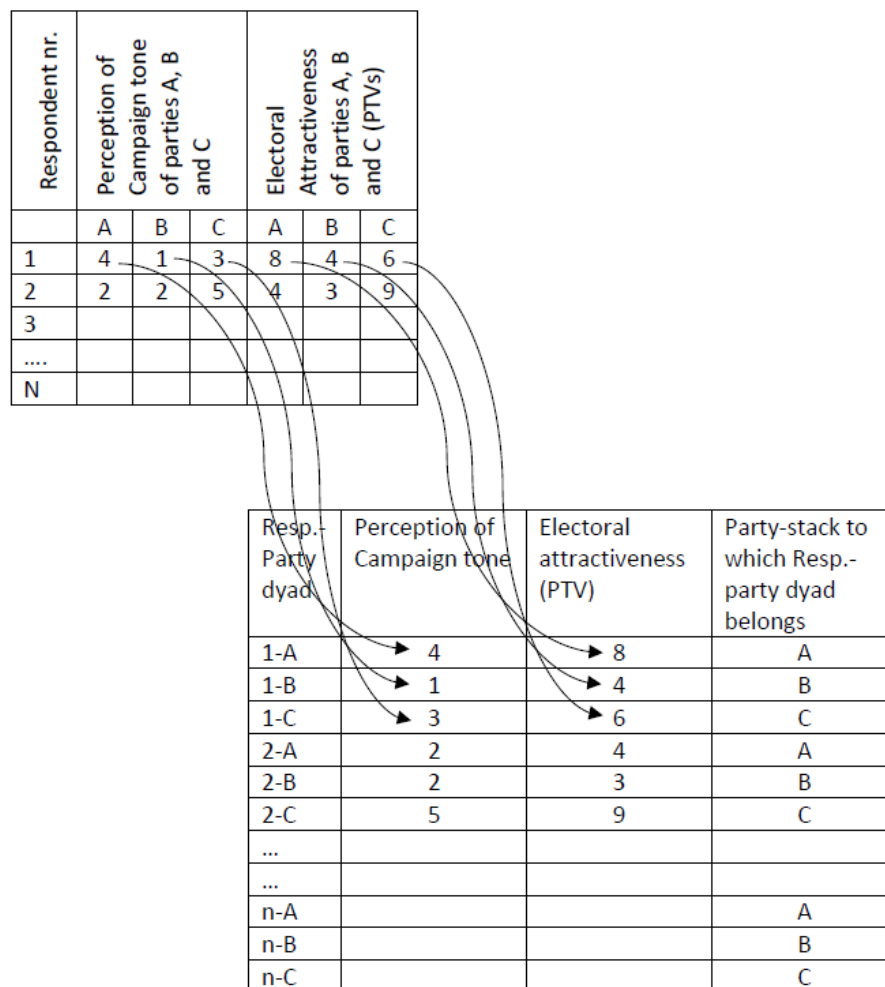 Respondent nr.
Perception of
Campaign tone
of parties A, B
and C
Electoral
Attractiveness
of parties A, B
and C (PTVs)
A B C A B C
1 4 1 3 8 4 6
2 2 2 5 4 3 9
3
....
N
Resp.-
Party
dyad
Perception of
Campaign tone
Electoral
attractiveness
(PTV)
Party-stack to
which Resp.-
party dyad
belongs
1-A 4 8 A
1-B 1 4 B
1-C 3 6 C
2-A 2 4 A
2-B 2 3 B
2-C 5 9 C
...
...
n-A A
n-B B
n-C C